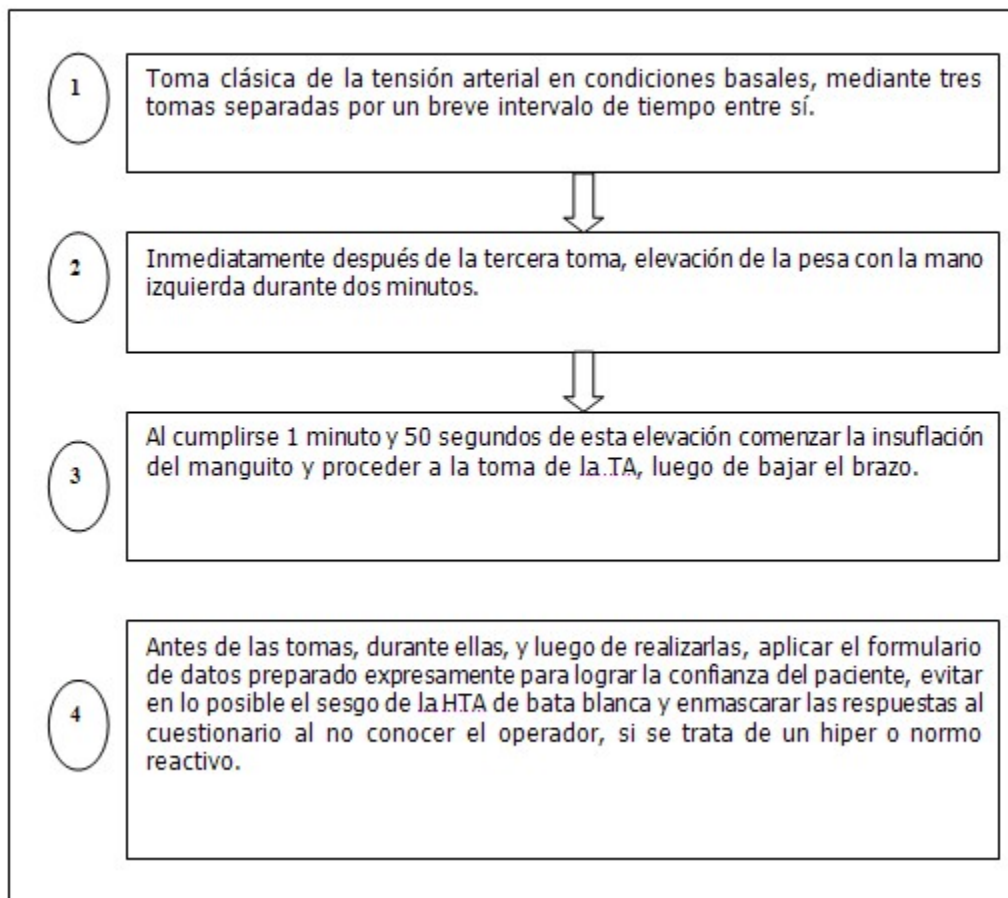 1
Toma clásica de la tensión arterial en condiciones basales, mediante tres
tomas separadas por un breve intervalo de tiempo entre sí.
2
Inmediatamente después de la tercera toma, elevación de la pesa con la mano
izquierda durante dos minutos.
3
Al cumplirse 1 minuto y 50 segundos de esta elevación comenzar la insuflación
del manguito y proceder a la toma de la TA, luego de bajar el brazo.
4
Antes de las tomas, durante ellas, y luego de realizarlas, aplicar el formulario
de datos preparado expresamente para lograr la confianza del paciente, evitar
en lo posible el sesgo de la HTA de bata blanca y enmascarar las respuestas al
cuestionario al no conocer el operador, si se trata de un hiper o normo
reactivo.